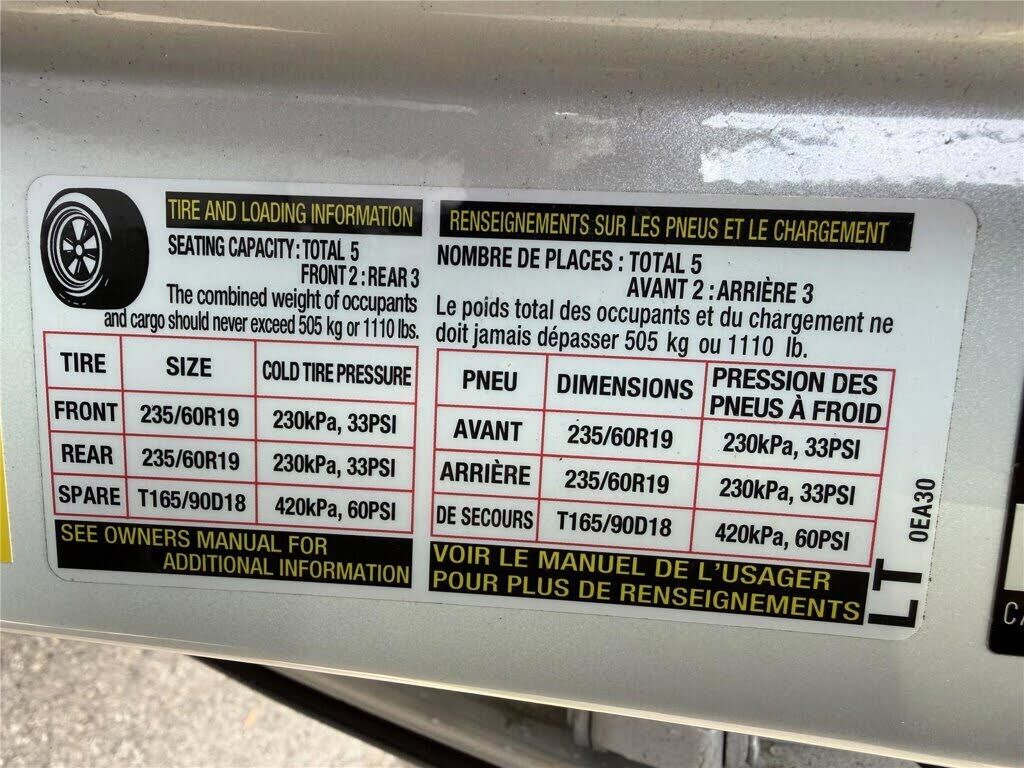 TIRE AND LOADING INFORMATION
SEATING CAPACITY: TOTAL 5
FRONT 2 : REAR 3
The combined weight of occupants
and cargo should never exceed 505 kg or 1110 lbs.
TIRE SIZE COLD TIRE PRESSURE
FRONT 235/60R19 230kPa, 33PSI
REAR 235/60R19 230kPa, 33PSI
SPARE T165/90D18 420kPa, 60PSI
SEE OWNERS MANUAL FOR
ADDITIONAL INFORMATION
RENSEIGNEMENTS SUR LES PNEUS ET LE CHARGEMENT
NOMBRE DE PLACES : TOTAL 5
AVANT 2 : ARRIÈRE 3
Le poids total des occupants et du chargement ne
doit jamais dépasser 505 kg ou 1110 lb.
PNEU DIMENSIONS PRESSION DES
PNEUS À FROID
AVANT 235/60R19 230kPa, 33PSI
ARRIÈRE 235/60R19 230kPa, 33PSI
DE SECOURS T165/90D18 420kPa, 60PSI
VOIR LE MANUEL DE L'USAGER
POUR PLUS DE RENSEIGNEMENTS
0EA30
LT